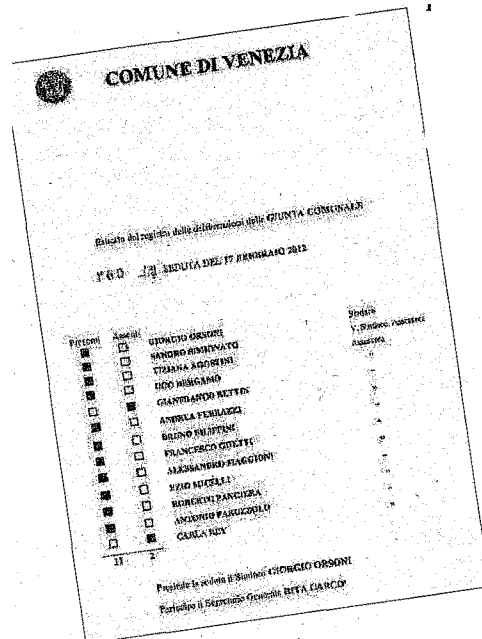 COMUNE DI VENEZIA
Estratto dal registro delle deliberazioni della GIUNTA COMUNALE
SEDUTA DEL 17 FEBBRAIO 2012
Presenti Assenti
GIORGIO ORSONI Sindaco
SANDRO SIMIONATO V. Sindaco, Assessore
TIZIANA AGOSTINI Assessore
UGO BERGAMO "
GIANFRANCO BETTIN "
ANDREA FERRAZZI "
BRUNO FILIPPINI "
FRANCESCO GHETTI "
ALESSANDRO MAGGIONI "
EZIO MICELLI "
ROBERTO PANCIERA "
ANTONIO PARUZZOLO "
CARLA REY "
11 2
Presiede la seduta il Sindaco GIORGIO ORSONI
Partecipa il Segretario Generale RITA CARCÒ